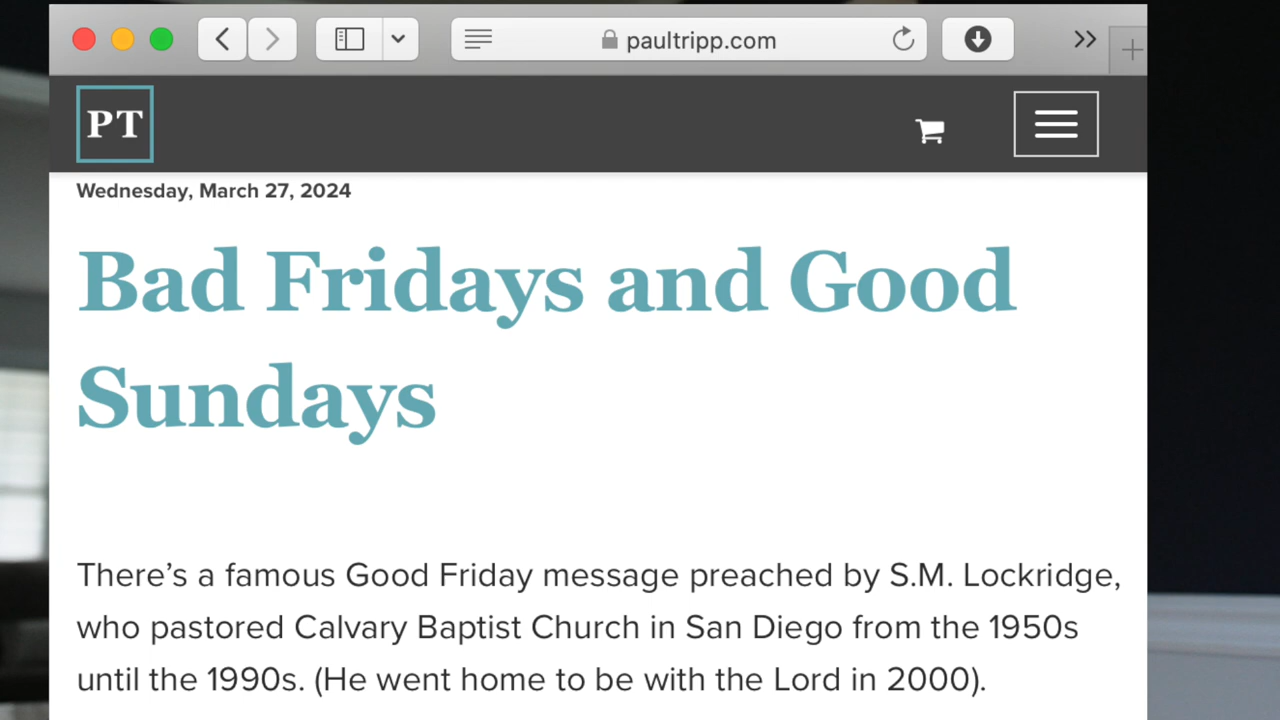 paultripp.com
PT
Wednesday, March 27, 2024
Bad Fridays and Good
Sundays
There’s a famous Good Friday message preached by S.M. Lockridge,
who pastored Calvary Baptist Church in San Diego from the 1950s
until the 1990s. (He went home to be with the Lord in 2000).